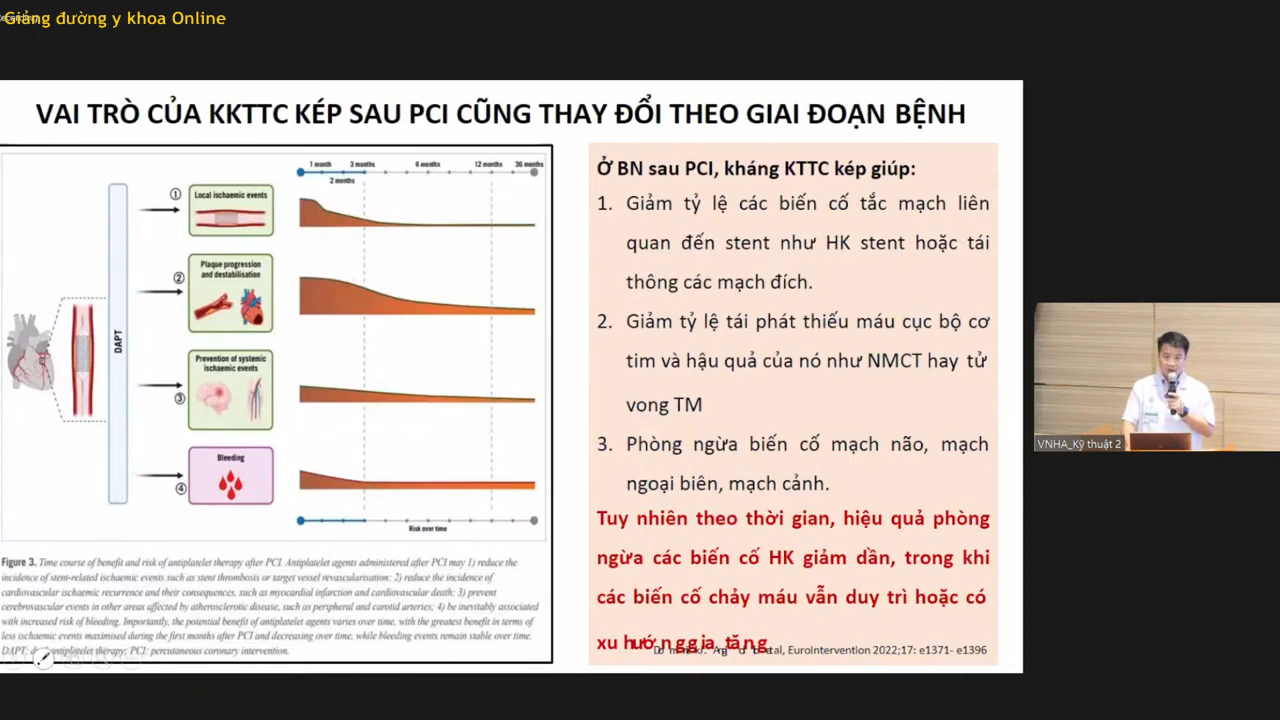 Giảng đường y khoa Online
VAI TRÒ CỦA KKTTC KÉP SAU PCI CŨNG THAY ĐỔI THEO GIAI ĐOẠN BỆNH
1 month 3 months 6 months 12 months 36 months
2 months
① Local ischaemic events
② Plaque progression
and destabilisation
DAPT
Prevention of systemic
ischaemic events
③
Bleeding
④
Risk over time
Figure 3. Time course of benefit and risk of antiplatelet therapy after PCI. Antiplatelet agents administered after PCI may 1) reduce the
incidence of stent-related ischaemic events such as stent thrombosis or target vessel revascularisation; 2) reduce the incidence of
cardiovascular ischaemic recurrence and their consequences, such as myocardial infarction and cardiovascular death; 3) prevent
cerebrovascular events in other areas affected by atherosclerotic disease, such as peripheral and carotid arteries; 4) be inevitably associated
with increased risk of bleeding. Importantly, the potential benefit of antiplatelet agents varies over time, with the greatest benefit in terms of
less ischaemic events maximised during the first months after PCI and decreasing over time, while bleeding events remain stable over time.
DAPT: antiplatelet therapy; PCI: percutaneous coronary intervention.
Ở BN sau PCI, kháng KTTC kép giúp:
1. Giảm tỷ lệ các biến cố tắc mạch liên
quan đến stent như HK stent hoặc tái
thông các mạch đích.
2. Giảm tỷ lệ tái phát thiếu máu cục bộ cơ
tim và hậu quả của nó như NMCT hay tử
vong TM
3. Phòng ngừa biến cố mạch não, mạch
ngoại biên, mạch cảnh.
Tuy nhiên theo thời gian, hiệu quả phòng
ngừa các biến cố HK giảm dần, trong khi
các biến cố chảy máu vẫn duy trì hoặc có
xu hướng gia tăng
EuroIntervention 2022;17: e1371- e1396
VNHA_Kỹ thuật 2